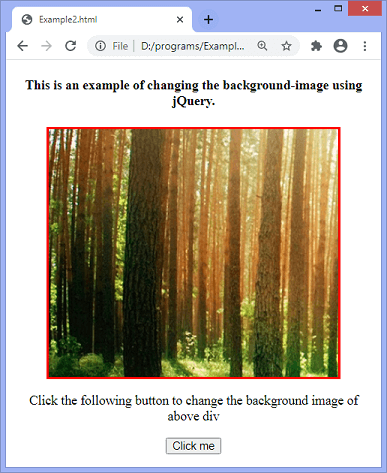 Example2.html
File | D:/programs/Exampl...
This is an example of changing the background-image using
jQuery.
Click the following button to change the background image of
above div
Click me